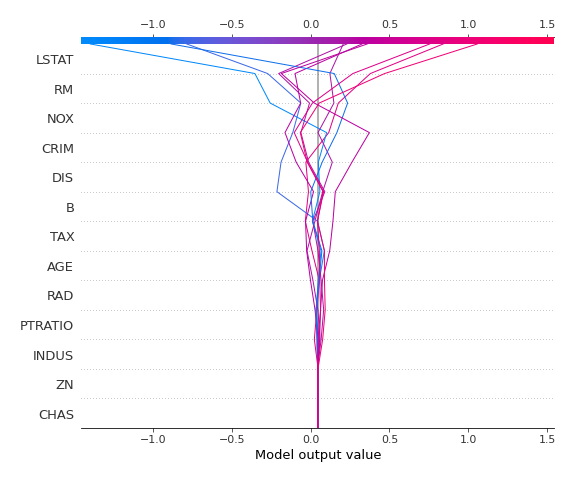 −1.0 −0.5 0.0 0.5 1.0 1.5
LSTAT
RM
NOX
CRIM
DIS
B
TAX
AGE
RAD
PTRATIO
INDUS
ZN
CHAS
−1.0 −0.5 0.0 0.5 1.0 1.5
Model output value